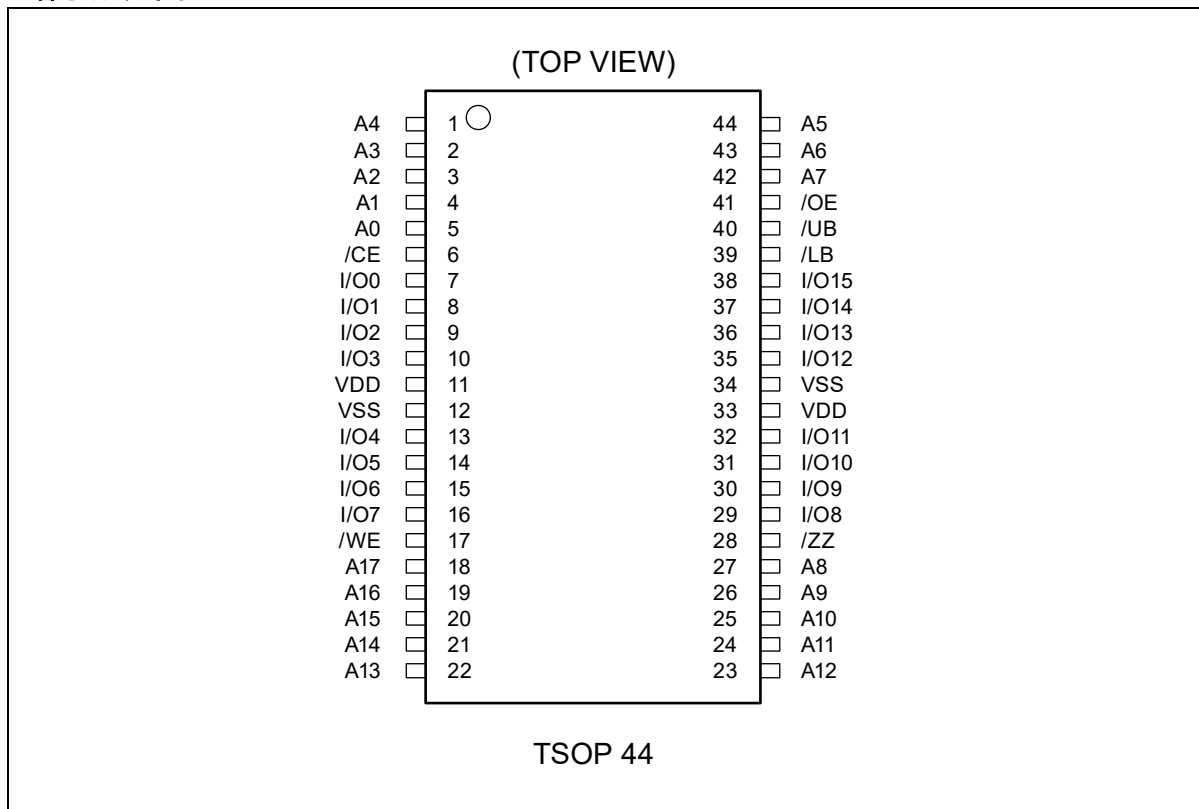 (TOP VIEW)
A4 1 44 A5
A3 2 43 A6
A2 3 42 A7
A1 4 41 /OE
A0 5 40 /UB
/CE 6 39 /LB
I/O0 7 38 I/O15
I/O1 8 37 I/O14
I/O2 9 36 I/O13
I/O3 10 35 I/O12
VDD 11 34 VSS
VSS 12 33 VDD
I/O4 13 32 I/O11
I/O5 14 31 I/O10
I/O6 15 30 I/O9
I/O7 16 29 I/O8
/WE 17 28 /ZZ
A17 18 27 A8
A16 19 26 A9
A15 20 25 A10
A14 21 24 A11
A13 22 23 A12
TSOP 44